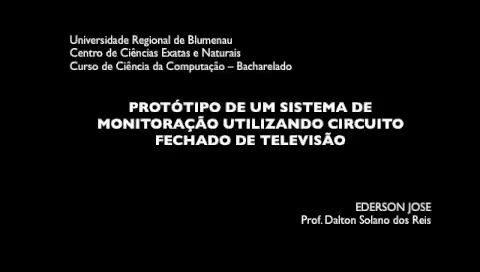 Universidade Regional de Blumenau
Centro de Ciências Exatas e Naturais
Curso de Ciência da Computação – Bacharelado
PROTÓTIPO DE UM SISTEMA DE
MONITORAÇÃO UTILIZANDO CIRCUITO
FECHADO DE TELEVISÃO
EDERSON JOSE
Prof. Dalton Solano dos Reis